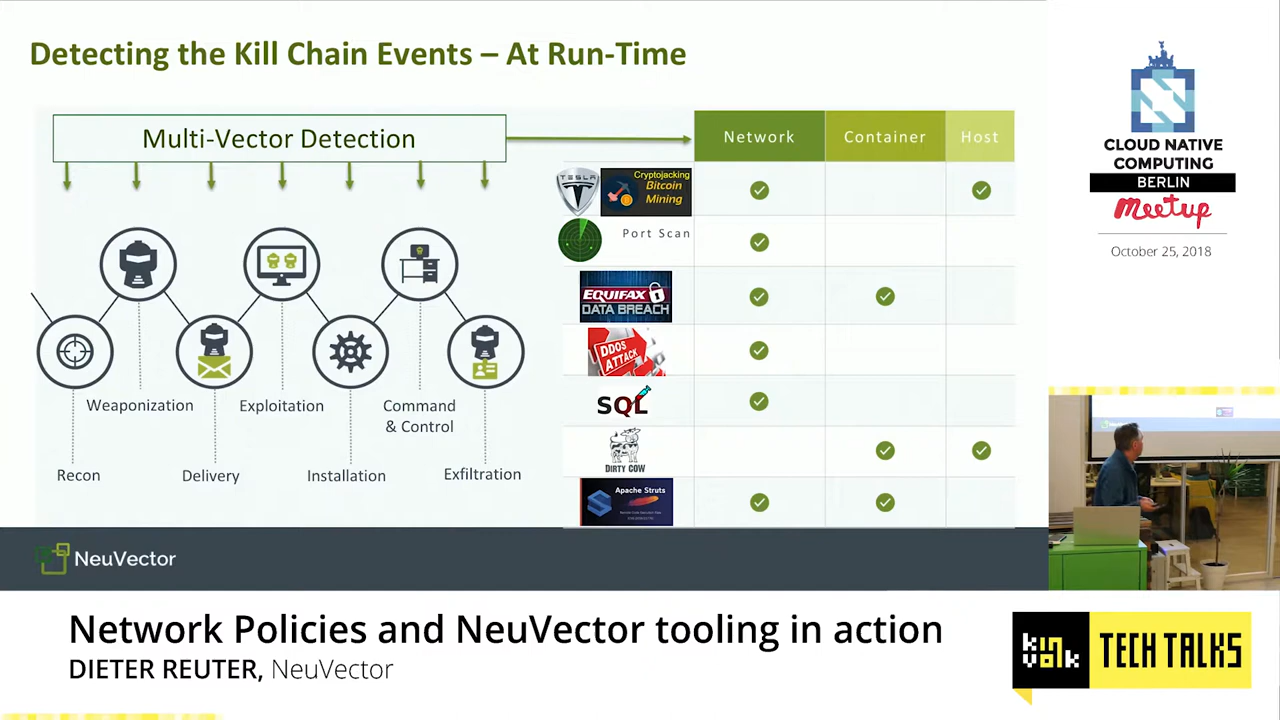 Detecting the Kill Chain Events – At Run-Time
Multi-Vector Detection
Network
Container
Host
TESLA
Cryptojacking
Bitcoin
Mining
Port Scan
EQUIFAX
DATA BREACH
DDOS
ATTACK
SQL
DIRTY COW
Apache Struts
Weaponization
Exploitation
Command
& Control
Recon
Delivery
Installation
Exfiltration
NeuVector
CLOUD NATIVE
COMPUTING
BERLIN
meetup
October 25, 2018
Network Policies and NeuVector tooling in action
DIETER REUTER, NeuVector
kinvolk
TECH TALKS